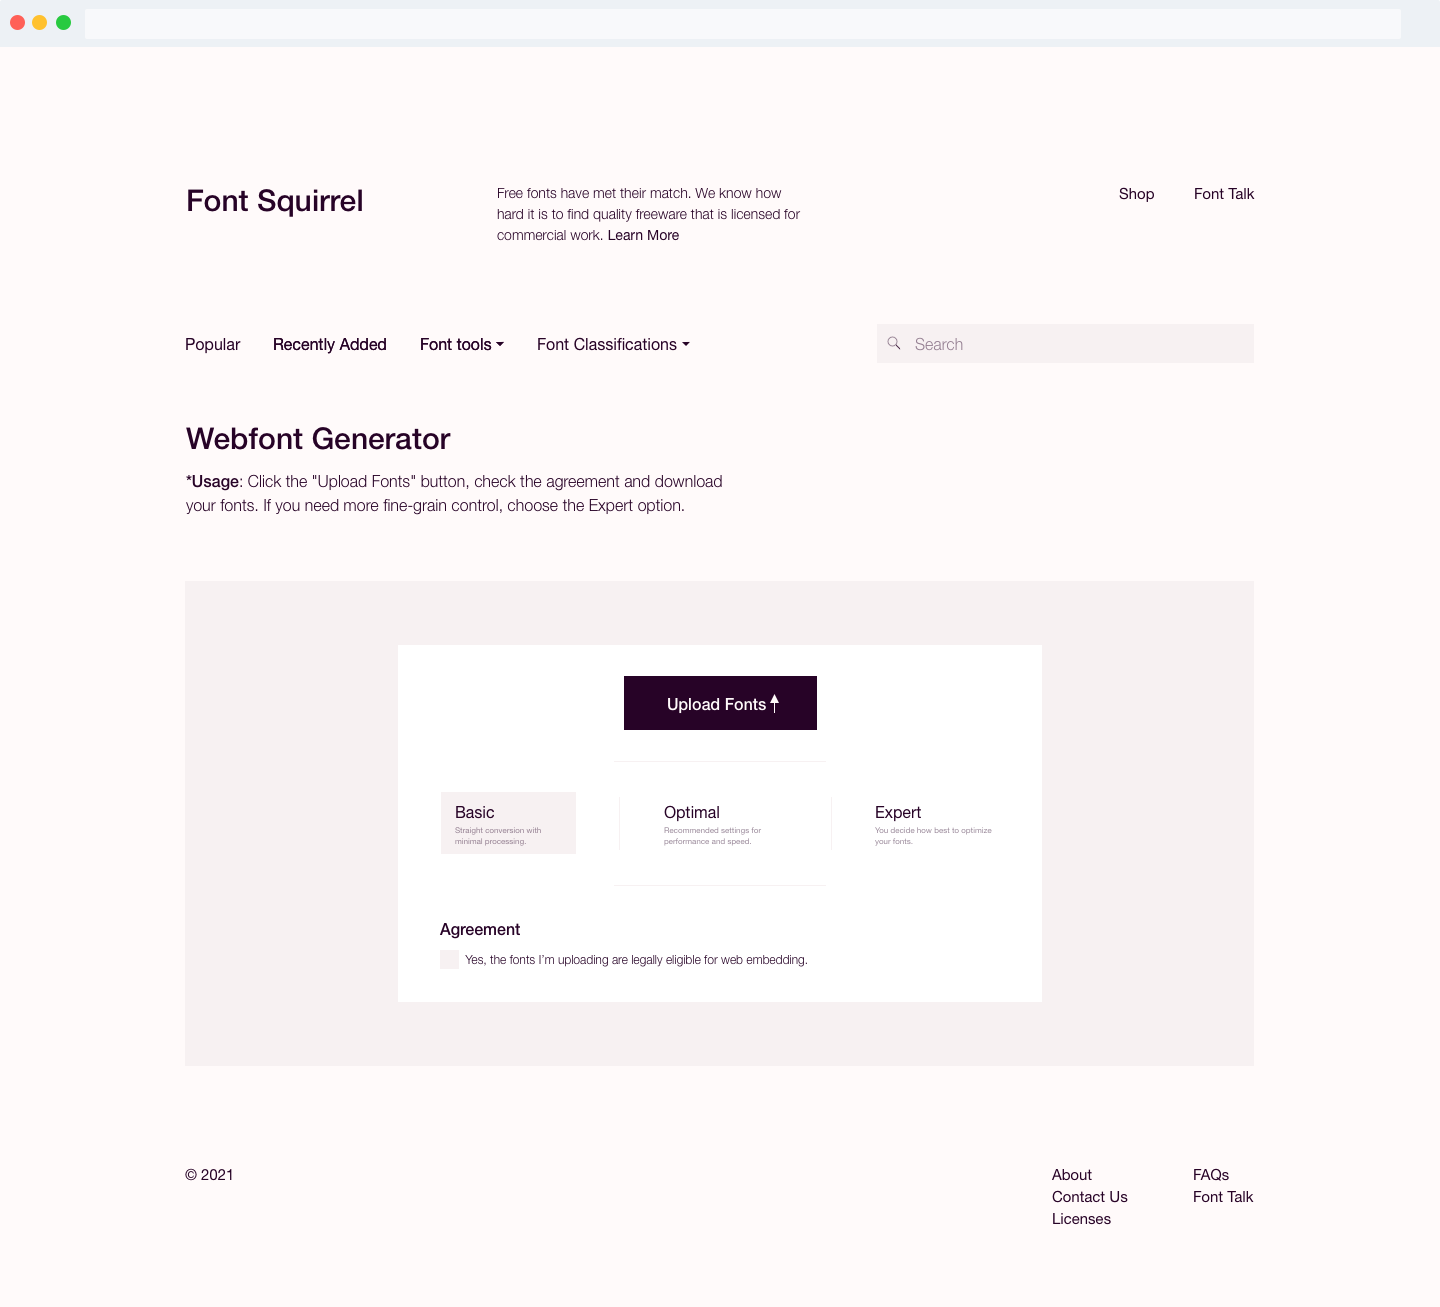 Font Squirrel
Free fonts have met their match. We know how
hard it is to find quality freeware that is licensed for
commercial work. Learn More
Shop
Font Talk
Popular
Recently Added
Font tools
Font Classifications
Search
Webfont Generator
*Usage: Click the "Upload Fonts" button, check the agreement and download
your fonts. If you need more fine-grain control, choose the Expert option.
Upload Fonts
Basic
Straight conversion with
minimal processing.
Optimal
Recommended settings for
performance and speed.
Expert
You decide how best to optimize
your fonts.
Agreement
Yes, the fonts I’m uploading are legally eligible for web embedding.
© 2021
About
Contact Us
Licenses
FAQs
Font Talk